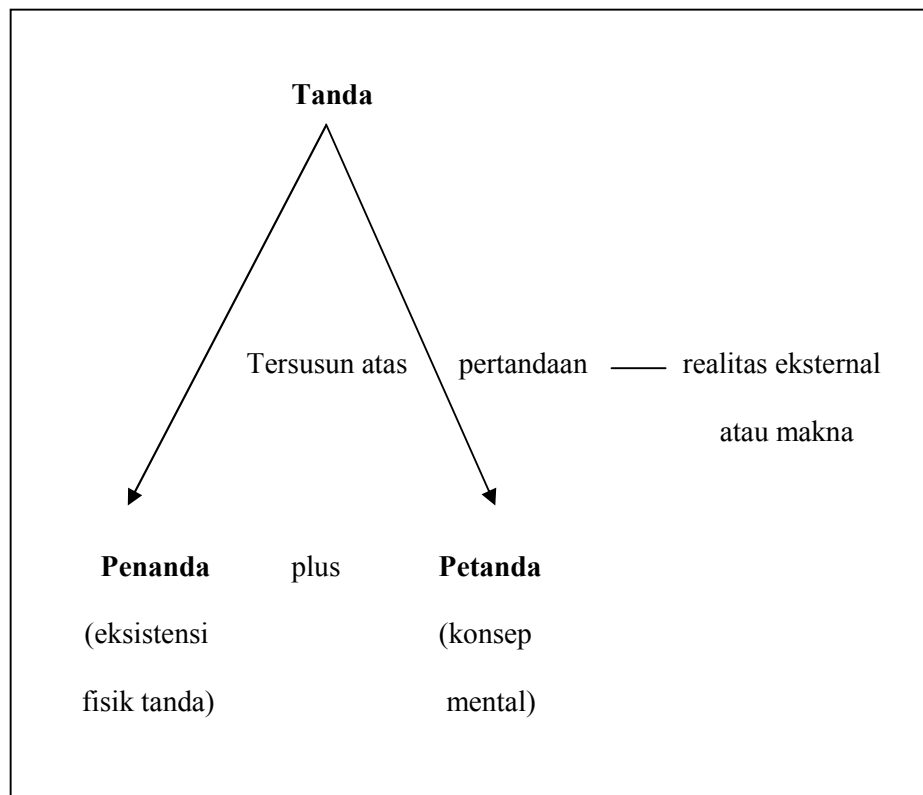 Tanda
Tersusun atas pertandaan realitas eksternal
atau makna
Penanda plus Petanda
(eksistensi (konsep
fisik tanda) mental)